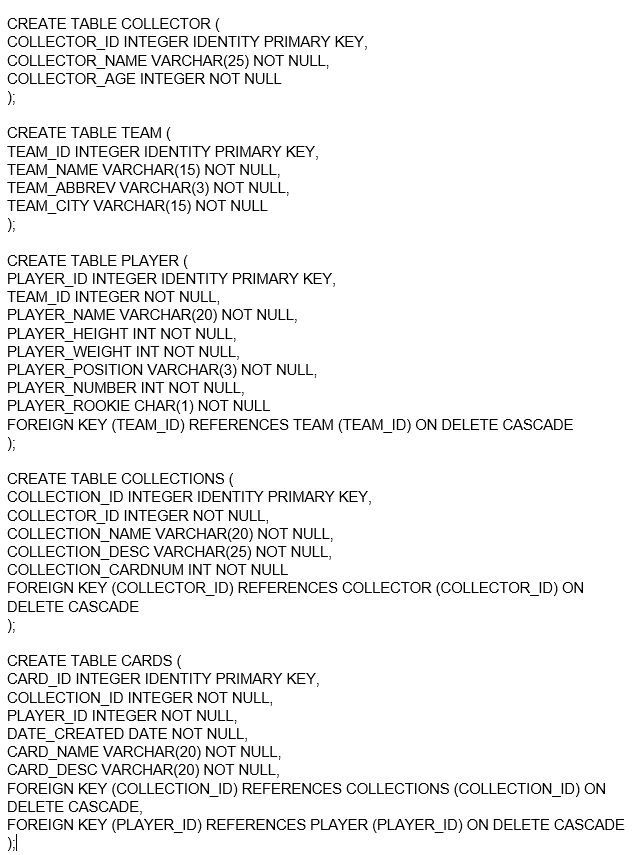 CREATE TABLE COLLECTOR (
COLLECTOR_ID INTEGER IDENTITY PRIMARY KEY,
COLLECTOR_NAME VARCHAR(25) NOT NULL,
COLLECTOR_AGE INTEGER NOT NULL
);
CREATE TABLE TEAM (
TEAM_ID INTEGER IDENTITY PRIMARY KEY,
TEAM_NAME VARCHAR(15) NOT NULL,
TEAM_ABBREV VARCHAR(3) NOT NULL,
TEAM_CITY VARCHAR(15) NOT NULL
);
CREATE TABLE PLAYER (
PLAYER_ID INTEGER IDENTITY PRIMARY KEY,
TEAM_ID INTEGER NOT NULL,
PLAYER_NAME VARCHAR(20) NOT NULL,
PLAYER_HEIGHT INT NOT NULL,
PLAYER_WEIGHT INT NOT NULL,
PLAYER_POSITION VARCHAR(3) NOT NULL,
PLAYER_NUMBER INT NOT NULL,
PLAYER_ROOKIE CHAR(1) NOT NULL
FOREIGN KEY (TEAM_ID) REFERENCES TEAM (TEAM_ID) ON DELETE CASCADE
);
CREATE TABLE COLLECTIONS (
COLLECTION_ID INTEGER IDENTITY PRIMARY KEY,
COLLECTOR_ID INTEGER NOT NULL,
COLLECTION_NAME VARCHAR(20) NOT NULL,
COLLECTION_DESC VARCHAR(25) NOT NULL,
COLLECTION_CARDNUM INT NOT NULL
FOREIGN KEY (COLLECTOR_ID) REFERENCES COLLECTOR (COLLECTOR_ID) ON
DELETE CASCADE
);
CREATE TABLE CARDS (
CARD_ID INTEGER IDENTITY PRIMARY KEY,
COLLECTION_ID INTEGER NOT NULL,
PLAYER_ID INTEGER NOT NULL,
DATE_CREATED DATE NOT NULL,
CARD_NAME VARCHAR(20) NOT NULL,
CARD_DESC VARCHAR(20) NOT NULL,
FOREIGN KEY (COLLECTION_ID) REFERENCES COLLECTIONS (COLLECTION_ID) ON
DELETE CASCADE,
FOREIGN KEY (PLAYER_ID) REFERENCES PLAYER (PLAYER_ID) ON DELETE CASCADE
);